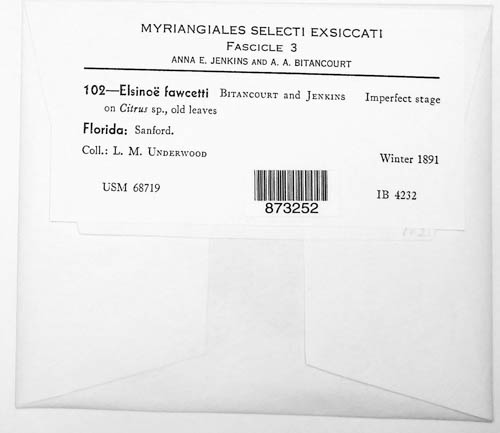 MYRIANGIALES SELECTI EXSICCATI
FASCICLE 3
ANNA E. JENKINS AND A. A. BITANCOURT
102—Elsinoë fawcetti BITANCOURT and JENKINS Imperfect stage
on Citrus sp., old leaves
Florida: Sanford.
Coll.: L. M. UNDERWOOD
Winter 1891
USM 68719
IB 4232
873252